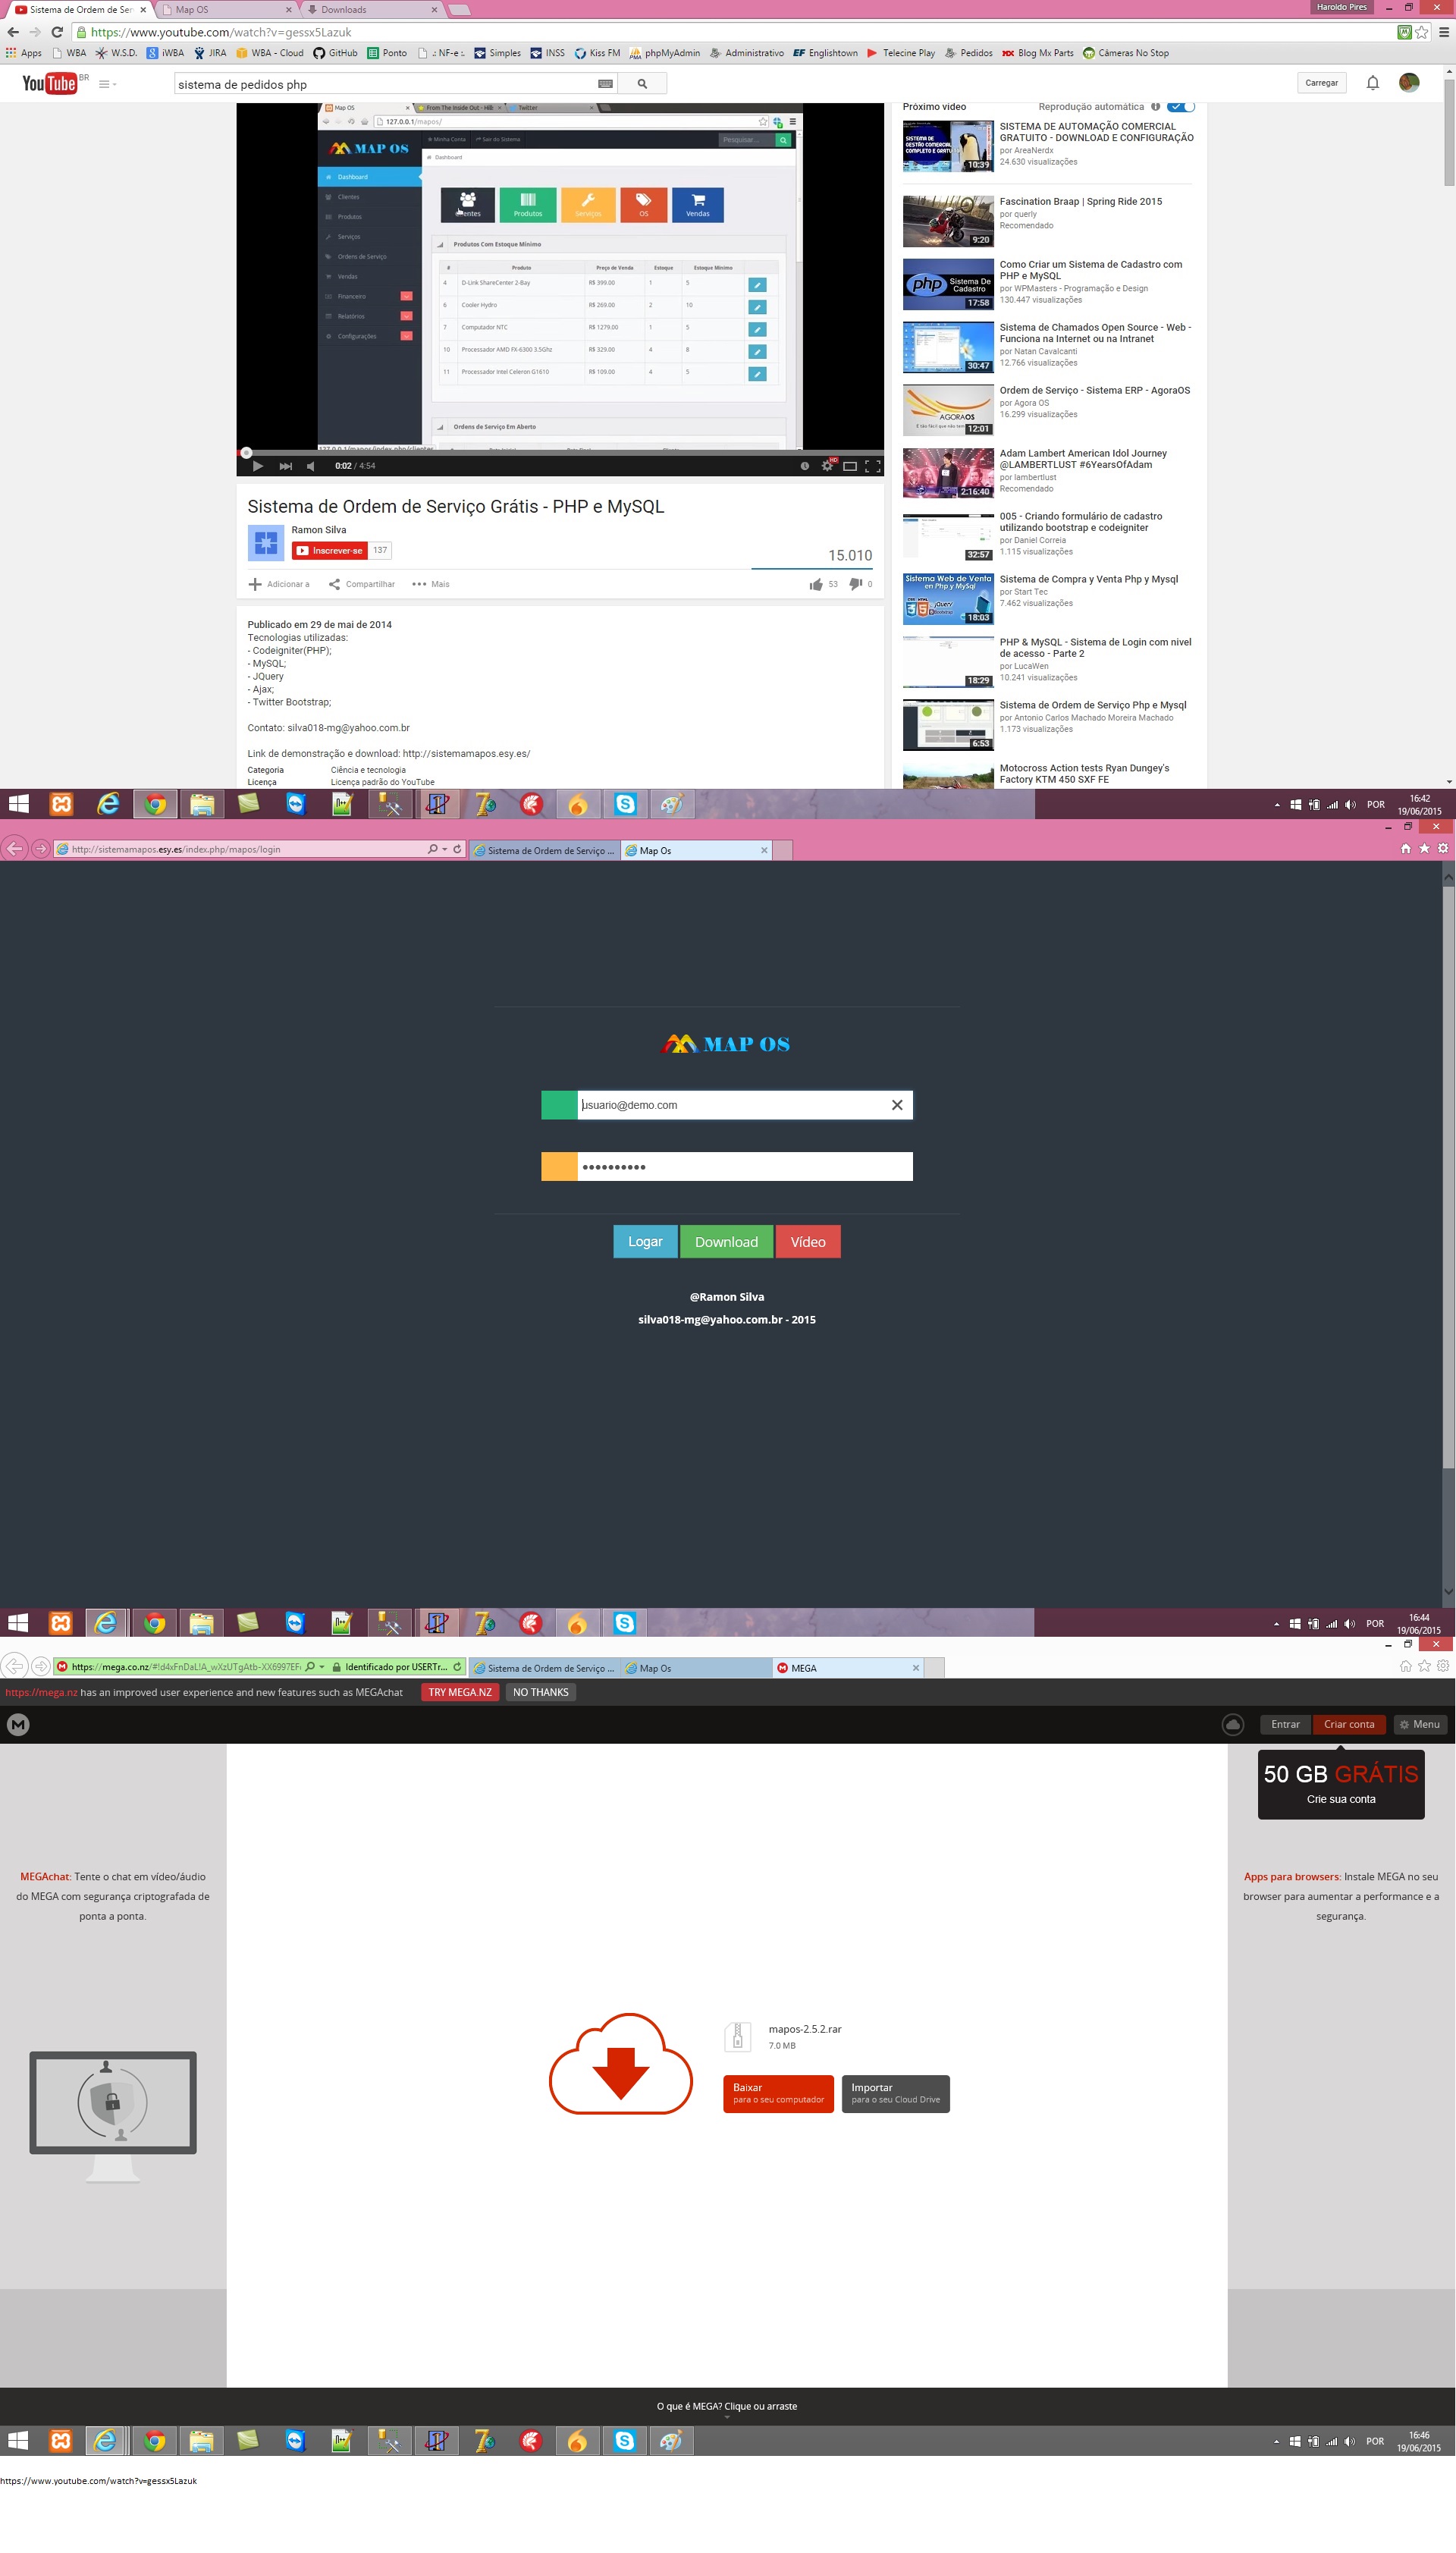 Sistema de Ordem de Ser
Map OS
Downloads
Haroldo Pires
https://www.youtube.com/watch?v=gessx5Lazuk
Apps
WBA
W.S.D.
iWBA
JIRA
WBA - Cloud
GitHub
Ponto
.: NF-e :.
Simples
INSS
Kiss FM
phpMyAdmin
Administrativo
Englishtown
Telecine Play
Pedidos
Blog Mx Parts
Câmeras No Stop
YouTube BR
sistema de pedidos php
Carregar
Map OS
From The Inside Out - Hill
Twitter
127.0.0.1/mapos/
MAP OS
Minha Conta
Sair do Sistema
Pesquisar...
Dashboard
Dashboard
Clientes
Produtos
Serviços
Ordens de Serviço
Vendas
Financeiro
Relatórios
Configurações
Clientes
Produtos
Serviços
OS
Vendas
Produtos Com Estoque Mínimo
# Produto Preço de Venda Estoque Estoque Mínimo
4 D-Link ShareCenter 2-Bay R$ 399.00 1 5
6 Cooler Hydro R$ 269.00 2 10
7 Computador NTC R$ 1279.00 1 5
10 Processador AMD FX-6300 3.5Ghz R$ 329.00 4 8
11 Processador Intel Celeron G1610 R$ 109.00 4 5
Ordens de Serviço Em Aberto
127.0.0.1/mapos/index.php/clientes
0:02 / 4:54
HD
Sistema de Ordem de Serviço Grátis - PHP e MySQL
Ramon Silva
Inscrever-se 137
15.010
Adicionar a
Compartilhar
Mais
53
0
Publicado em 29 de mai de 2014
Tecnologias utilizadas:
- Codeigniter(PHP);
- MySQL;
- JQuery
- Ajax;
- Twitter Bootstrap;
Contato: silva018-mg@yahoo.com.br
Link de demonstração e download: http://sistemamapos.esy.es/
Categoria Ciência e tecnologia
Licença Licença padrão do YouTube
Próximo vídeo
Reprodução automática
SISTEMA DE GESTÃO COMERCIAL COMPLETO E GRATU
10:39
SISTEMA DE AUTOMAÇÃO COMERCIAL
GRATUITO - DOWNLOAD E CONFIGURAÇÃO
por AreaNerdx
24.630 visualizações
9:20
Fascination Braap | Spring Ride 2015
por querly
Recomendado
php Sistema De Cadastro
17:58
Como Criar um Sistema de Cadastro com
PHP e MySQL
por WPMasters - Programação e Design
130.447 visualizações
30:47
Sistema de Chamados Open Source - Web -
Funciona na Internet ou na Intranet
por Natan Cavalcanti
12.766 visualizações
AGORAOS
12:01
Ordem de Serviço - Sistema ERP - AgoraOS
por Agora OS
16.299 visualizações
2:16:40
Adam Lambert American Idol Journey
@LAMBERTLUST #6YearsOfAdam
por lambertlust
Recomendado
32:57
005 - Criando formulário de cadastro
utilizando bootstrap e codeigniter
por Daniel Correia
1.115 visualizações
Sistema Web de Venta
en Php y MySql
18:03
Sistema de Compra y Venta Php y Mysql
por Start Tec
7.462 visualizações
18:29
PHP & MySQL - Sistema de Login com nivel
de acesso - Parte 2
por LucaWen
10.241 visualizações
6:53
Sistema de Ordem de Serviço Php e Mysql
por Antonio Carlos Machado Moreira Machado
1.173 visualizações
Motocross Action tests Ryan Dungey's
Factory KTM 450 SXF FE
POR
16:42
19/06/2015
http://sistemamapos.esy.es/index.php/mapos/login
Sistema de Ordem de Serviço ...
Map Os
MAP OS
usuario@demo.com
Logar
Download
Vídeo
@Ramon Silva
silva018-mg@yahoo.com.br - 2015
POR
16:44
19/06/2015
Identificado por USERTr...
Sistema de Ordem de Serviço ...
Map Os
MEGA
https://mega.nz has an improved user experience and new features such as MEGAchat
TRY MEGA.NZ
NO THANKS
Entrar
Criar conta
Menu
50 GB GRÁTIS
Crie sua conta
MEGAchat: Tente o chat em vídeo/áudio
do MEGA com segurança criptografada de
ponta a ponta.
Apps para browsers: Instale MEGA no seu
browser para aumentar a performance e a
segurança.
mapos-2.5.2.rar
7.0 MB
Baixar
para o seu computador
Importar
para o seu Cloud Drive
O que é MEGA? Clique ou arraste
POR
16:46
19/06/2015
https://www.youtube.com/watch?v=gessx5Lazuk